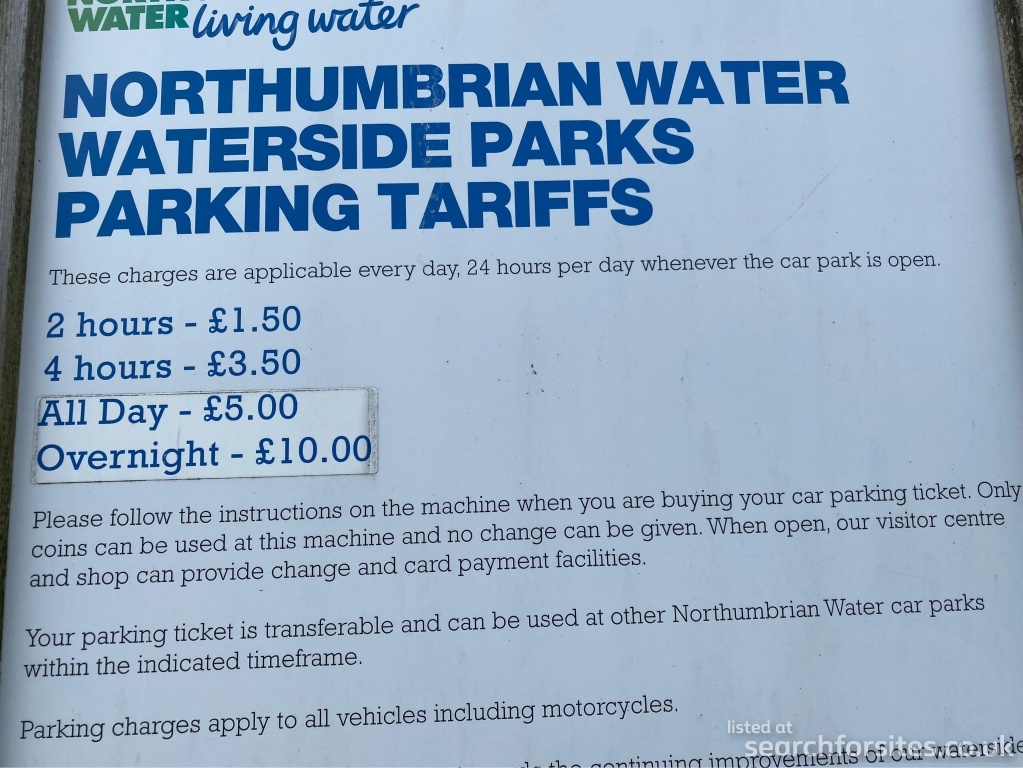 WATER living water
NORTHUMBRIAN WATER
WATERSIDE PARKS
PARKING TARIFFS
These charges are applicable every day, 24 hours per day whenever the car park is open.
2 hours - £1.50
4 hours - £3.50
All Day - £5.00
Overnight - £10.00
Please follow the instructions on the machine when you are buying your car parking ticket. Only
coins can be used at this machine and no change can be given. When open, our visitor centre
and shop can provide change and card payment facilities.
Your parking ticket is transferable and can be used at other Northumbrian Water car parks
within the indicated timeframe.
Parking charges apply to all vehicles including motorcycles.
the continuing improvements of our waterside
listed at
searchforsites.co.uk